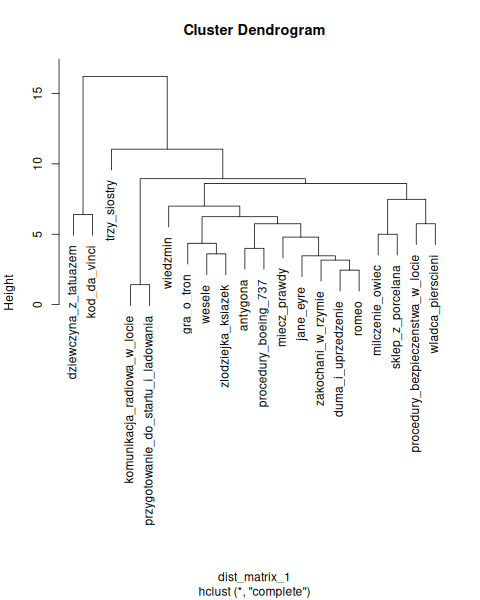 Cluster Dendrogram
Height
15
10
5
0
dziewczyna_z_tatuazem
kod_da_vinci
trzy_siostry
komunikacja_radiowa_w_locie
przygotowanie_do_startu_i_ladowania
wiedzmin
gra_o_tron
wesele
zlodziejka_ksiazek
antygona
procedury_boeing_737
miecz_prawdy
jane_eyre
zakochani_w_rzymie
duma_i_uprzedzenie
romeo
milczenie_owiec
sklep_z_porcelana
procedury_bezpieczenstwa_w_locie
wladca_pierscieni
dist_matrix_1
hclust (*, "complete")